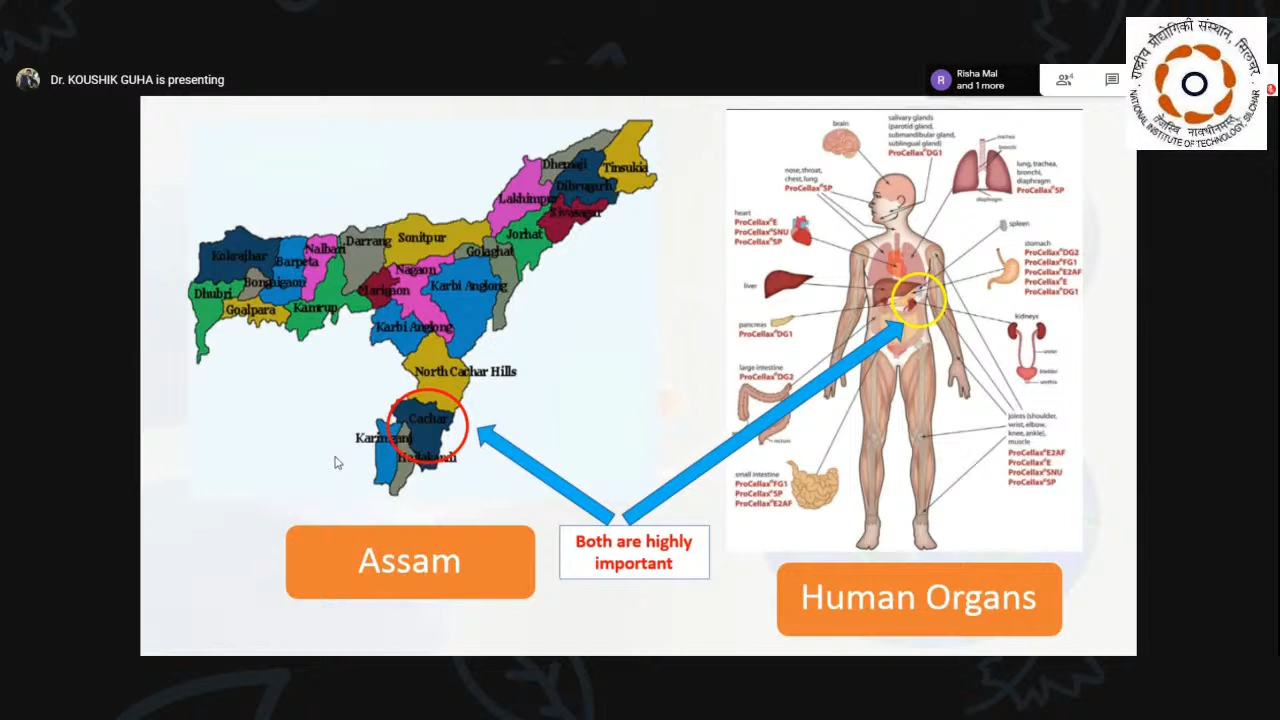 Dr. KOUSHIK GUHA is presenting
R
Risha Mal
and 1 more
4
राष्ट्रीय प्रौद्योगिकी संस्थान, सिलचर
NATIONAL INSTITUTE OF TECHNOLOGY, SILCHAR
Dhemaji
Tinsukia
Dibrugurh
Lakhimpur
Sivasagar
Jorhat
Sonitpur
Darrang
Golaghat
Nalbari
Kokrajhar
Barpeta
Nagaon
Bongaigaon
Karbi Anglong
Marigaon
Dhubri
Goalpara
Kamrup
Karbi Anglong
North Cachar Hills
Cachar
Karimganj
Hailakandi
Assam
Both are highly
important
brain
salivary glands
(parotid gland,
submandibular gland,
sublingual gland)
ProCellax®DG1
trachea
bronchi
nose, throat,
chest, lung
ProCellax®SP
lung, trachea,
bronchi,
diaphragm
ProCellax®SP
diaphragm
heart
ProCellax®E
ProCellax®SNU
ProCellax®SP
spleen
stomach
ProCellax®DG2
ProCellax®FG1
ProCellax®E2AF
ProCellax®E
ProCellax®DG1
liver
pancreas
ProCellax®DG1
kidneys
ureter
bladder
urethra
large intestine
ProCellax®DG2
rectum
joints (shoulder,
wrist, elbow,
knee, ankle),
muscle
ProCellax®E2AF
ProCellax®E
ProCellax®SNU
ProCellax®SP
small intestine
ProCellax®FG1
ProCellax®SP
ProCellax®E2AF
Human Organs